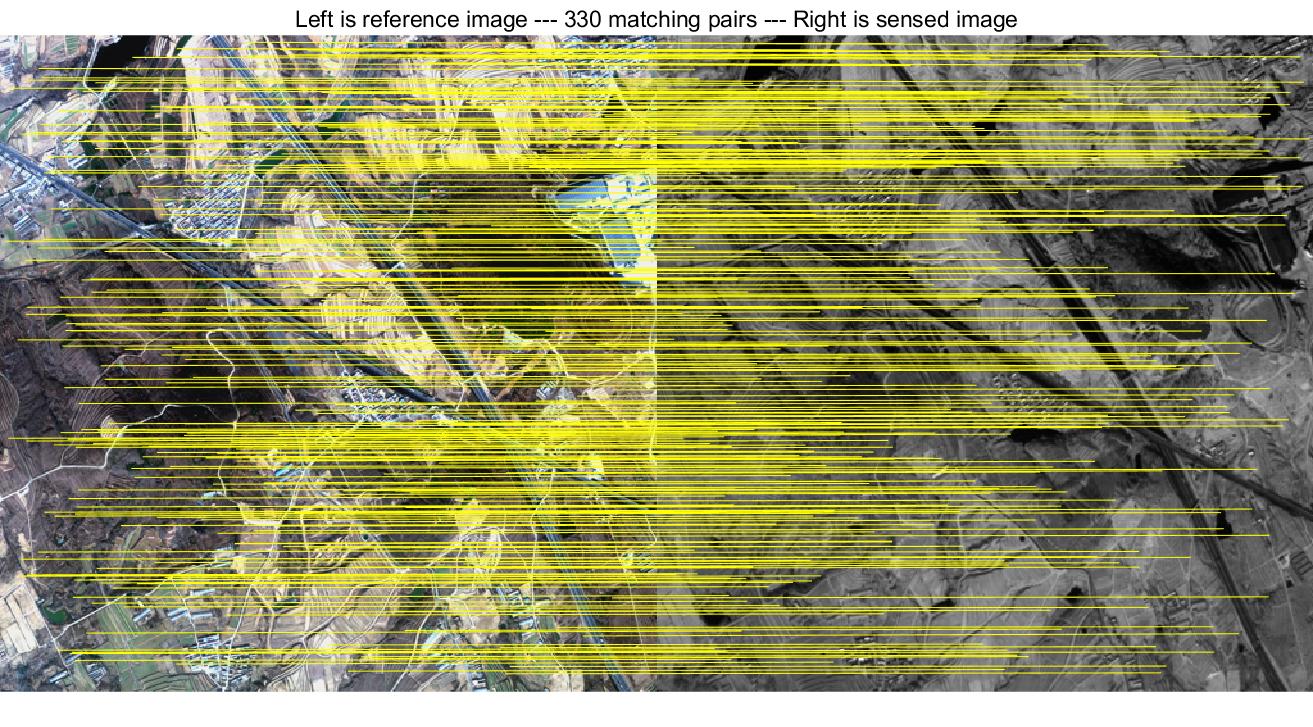 Left is reference image --- 330 matching pairs --- Right is sensed image